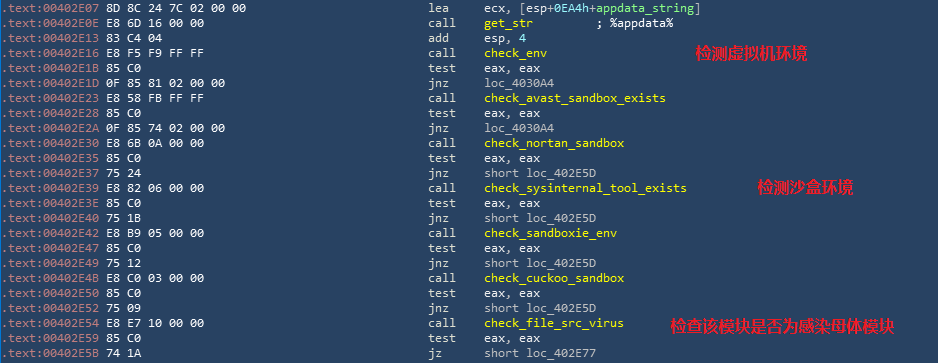 .text:00402E07 8D 8C 24 7C 02 00 00 lea ecx, [esp+0EA4h+appdata_string]
.text:00402E0E E8 6D 16 00 00 call get_str ; %appdata%
.text:00402E13 83 C4 04 add esp, 4
.text:00402E16 E8 F5 F9 FF FF call check_env 检测虚拟机环境
.text:00402E1B 85 C0 test eax, eax
.text:00402E1D 0F 85 81 02 00 00 jnz loc_4030A4
.text:00402E23 E8 58 FB FF FF call check_avast_sandbox_exists
.text:00402E28 85 C0 test eax, eax
.text:00402E2A 0F 85 74 02 00 00 jnz loc_4030A4
.text:00402E30 E8 6B 0A 00 00 call check_nortan_sandbox
.text:00402E35 85 C0 test eax, eax
.text:00402E37 75 24 jnz short loc_402E5D
.text:00402E39 E8 82 06 00 00 call check_sysinternal_tool_exists 检测沙盒环境
.text:00402E3E 85 C0 test eax, eax
.text:00402E40 75 1B jnz short loc_402E5D
.text:00402E42 E8 B9 05 00 00 call check_sandboxie_env
.text:00402E47 85 C0 test eax, eax
.text:00402E49 75 12 jnz short loc_402E5D
.text:00402E4B E8 C0 03 00 00 call check_cuckoo_sandbox
.text:00402E50 85 C0 test eax, eax
.text:00402E52 75 09 jnz short loc_402E5D
.text:00402E54 E8 E7 10 00 00 call check_file_src_virus 检查该模块是否为感染母体模块
.text:00402E59 85 C0 test eax, eax
.text:00402E5B 74 1A jz short loc_402E77